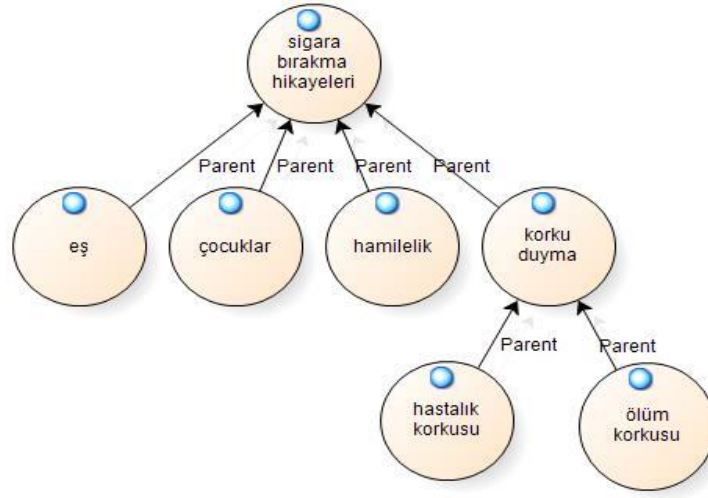 sigara
bırakma
hikayeleri
Parent
Parent
Parent
Parent
eş
çocuklar
hamilelik
korku
duyma
Parent
Parent
hastalık
korkusu
ölüm
korkusu